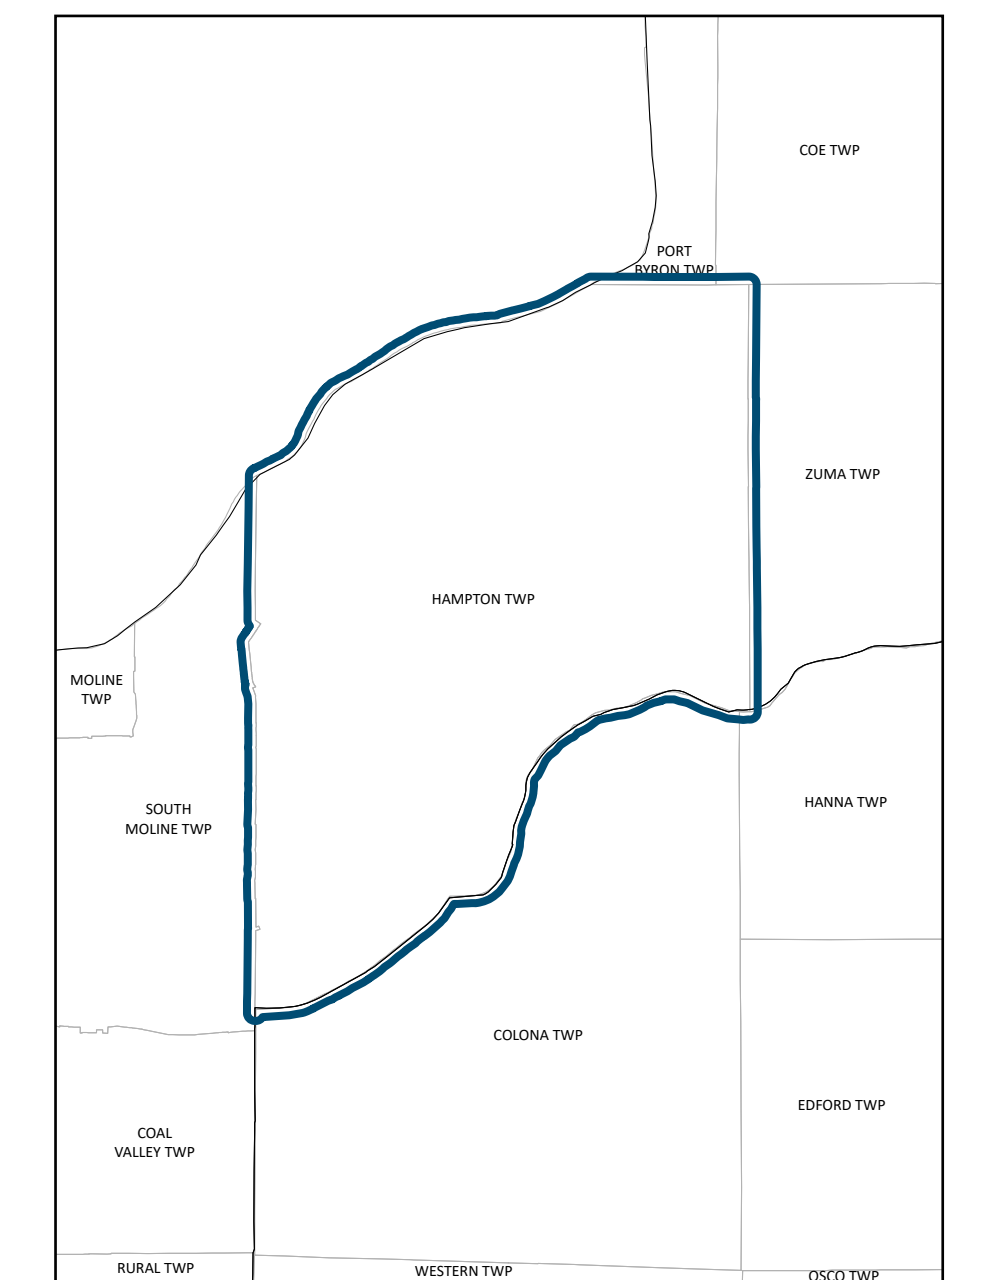 COE TWP
PORT
BYRON TWP
ZUMA TWP
HAMPTON TWP
MOLINE
TWP
HANNA TWP
SOUTH
MOLINE TWP
COLONA TWP
EDFORD TWP
COAL
VALLEY TWP
RURAL TWP
WESTERN TWP
OSCO TWP